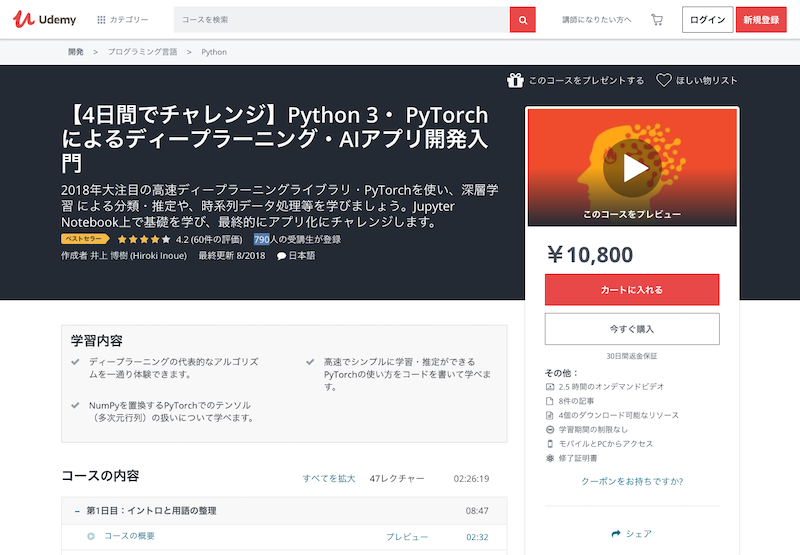 Udemy
カテゴリー
コースを検索
講師になりたい方へ
ログイン
新規登録
開発 > プログラミング言語 > Python
このコースをプレゼントする
ほしい物リスト
【4日間でチャレンジ】Python 3・ PyTorch
によるディープラーニング・AIアプリ開発入
門
2018年大注目の高速ディープラーニングライブラリ・PyTorchを使い、深層学
習 による分類・推定や、時系列データ処理等を学びましょう。Jupyter
Notebook上で基礎を学び、最終的にアプリ化にチャレンジします。
ベストセラー 4.2 (60件の評価) 790人の受講生が登録
作成者 井上 博樹 (Hiroki Inoue) 最終更新 8/2018 日本語
このコースをプレビュー
¥10,800
カートに入れる
今すぐ購入
30日間返金保証
その他：
2.5 時間のオンデマンドビデオ
8件の記事
4個のダウンロード可能なリソース
学習期間の制限なし
モバイルとPCからアクセス
修了証明書
クーポンをお持ちですか?
シェア
学習内容
ディープラーニングの代表的なアルゴリズ
ムを一通り体験できます。
高速でシンプルに学習・推定ができる
PyTorchの使い方をコードを書いて学べま
す。
NumPyを置換するPyTorchでのテンソル
（多次元行列）の扱いについて学べます。
コースの内容
すべてを拡大
47レクチャー
02:26:19
– 第1日目：イントロと用語の整理
08:47
コースの概要
プレビュー
02:32